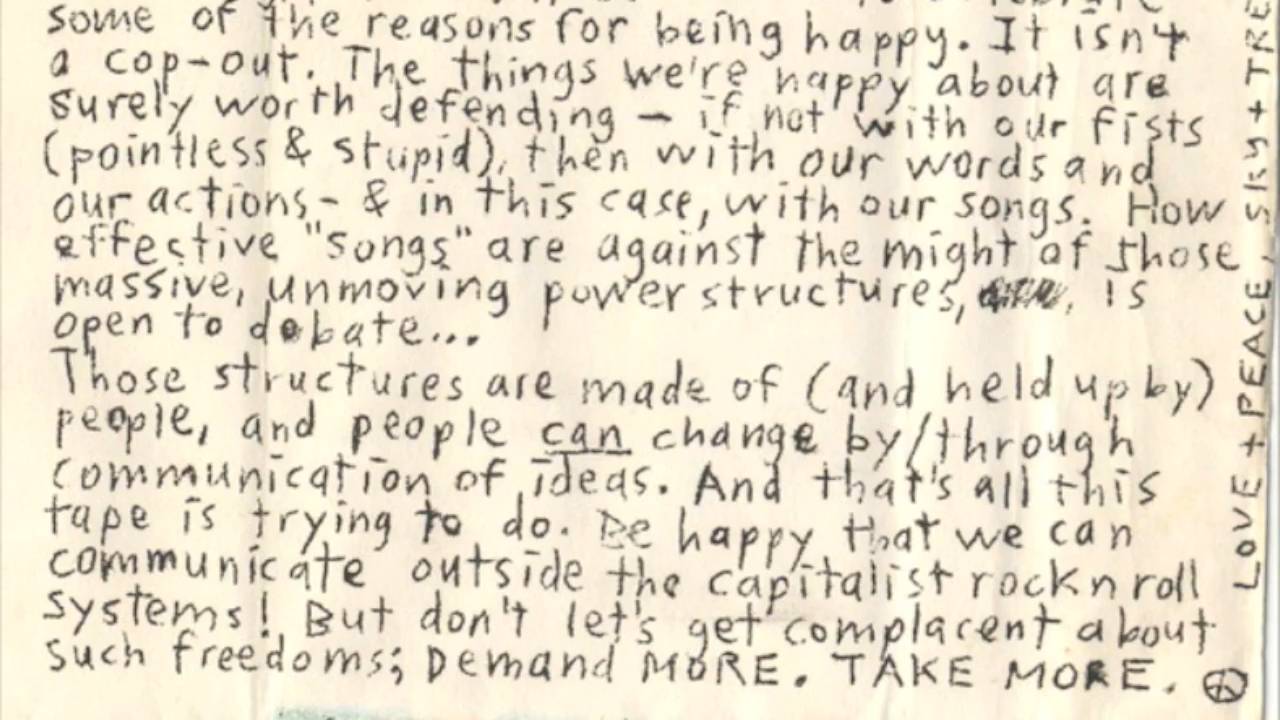 some of the reasons for being happy. It isn't
a cop-out. The things we're happy about are
surely worth defending - if not with our fists
(pointless & stupid), then with our words and
our actions - & in this case, with our songs. How
effective "songs" are against the might of those
massive, unmoving power structures, is
open to debate...
Those structures are made of (and held up by)
people, and people can change by/through
communication of ideas. And that's all this
tape is trying to do. Be happy that we can
communicate outside the capitalist rocknroll
systems! But don't let's get complacent about
such freedoms; Demand MORE. TAKE MORE.
LOVE + PEACE, Sky + TRE